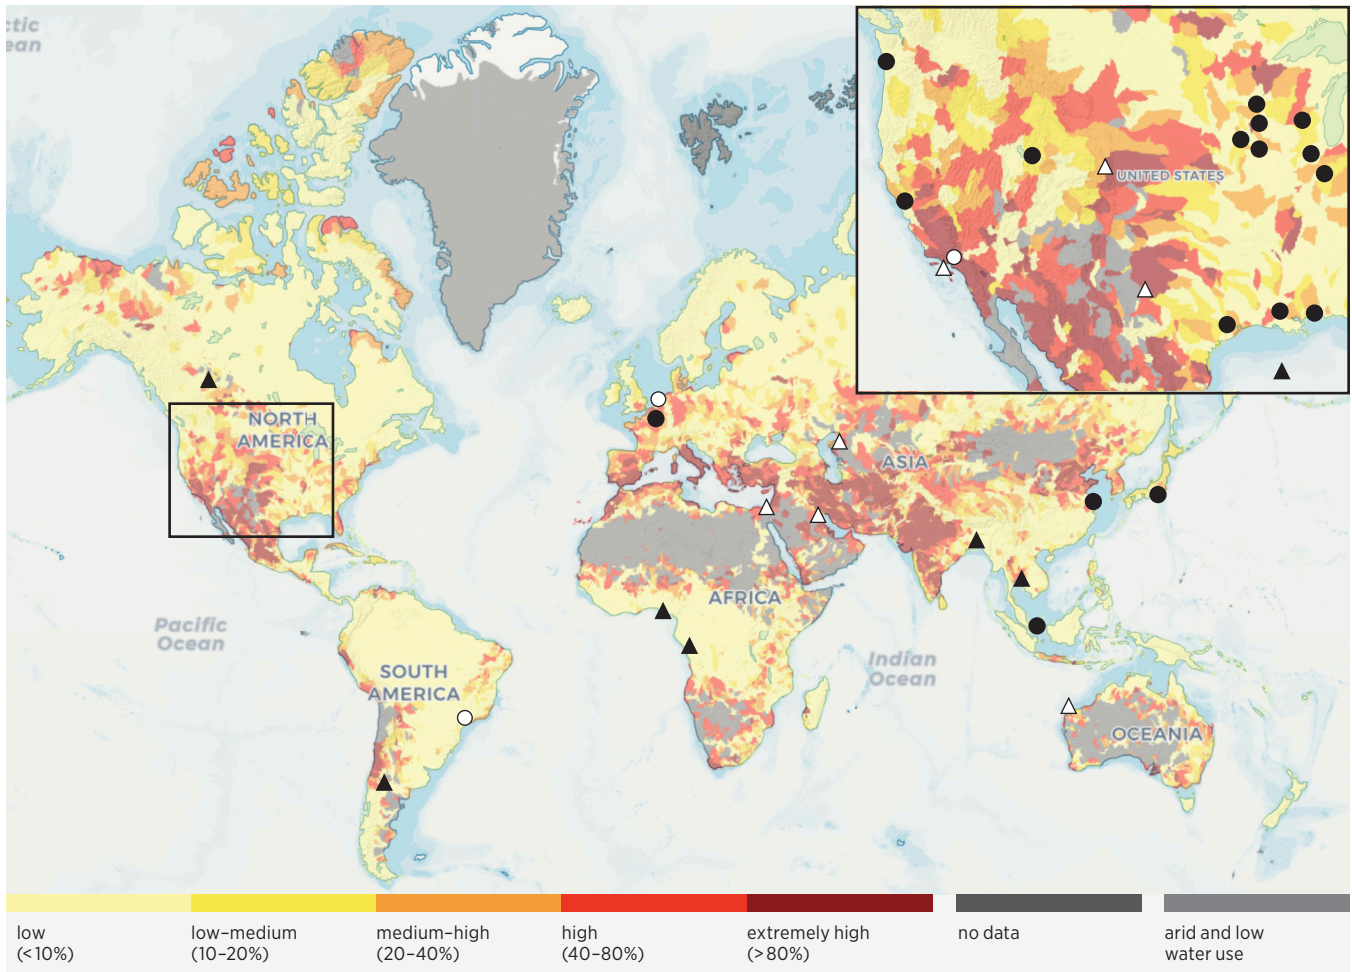 ctic
ean
UNITED STATES
NORTH
AMERICA
ASIA
AFRICA
Pacific
Ocean
SOUTH
AMERICA
Indian
Ocean
OCEANIA
low
(<10%)
low–medium
(10–20%)
medium–high
(20–40%)
high
(40–80%)
extremely high
(>80%)
no data
arid and low
water use